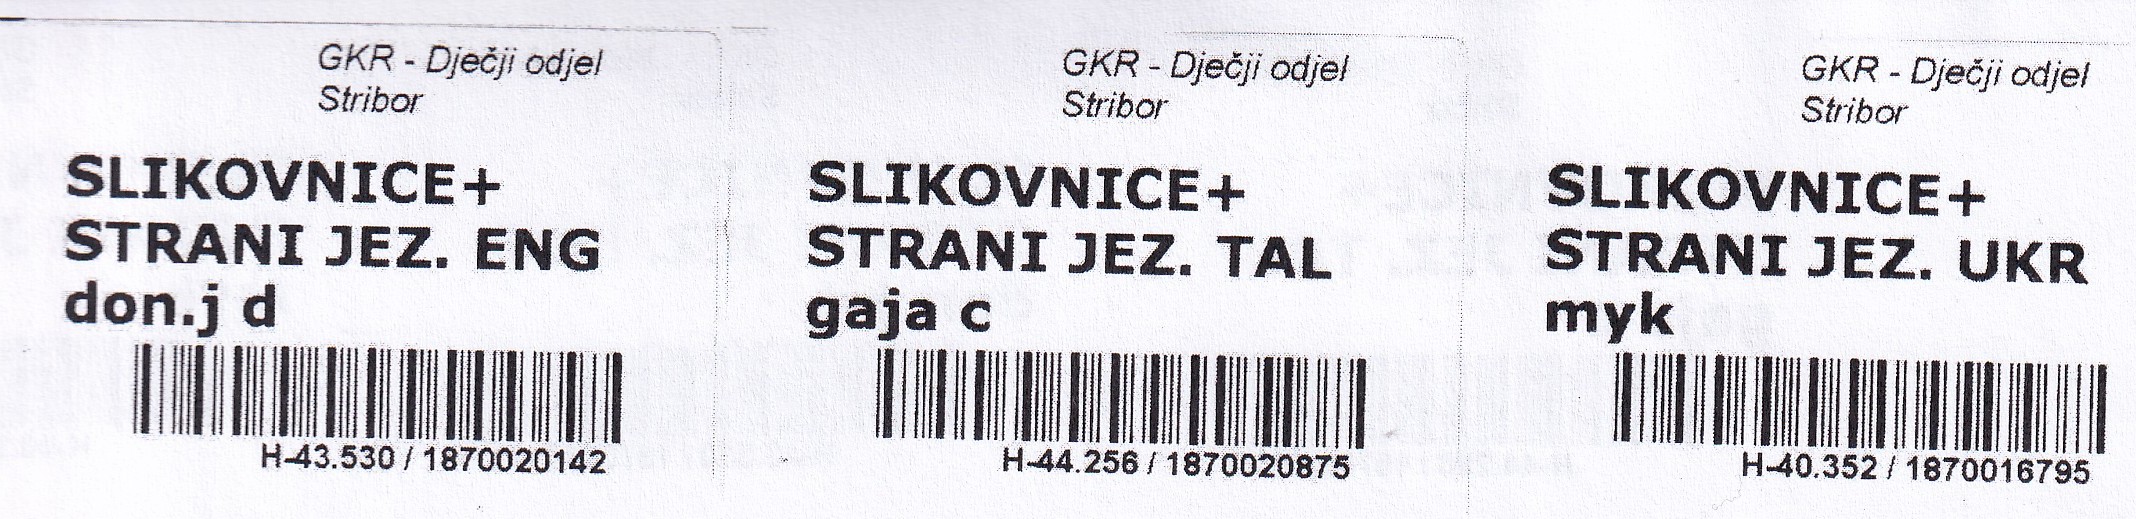 GKR - Dječji odjel
Stribor
SLIKOVNICE+
STRANI JEZ. ENG
don.j d
H-43.530 / 1870020142
GKR - Dječji odjel
Stribor
SLIKOVNICE+
STRANI JEZ. TAL
gaja c
H-44.256 / 1870020875
GKR - Dječji odjel
Stribor
SLIKOVNICE+
STRANI JEZ. UKR
myk
H-40.352 / 1870016795